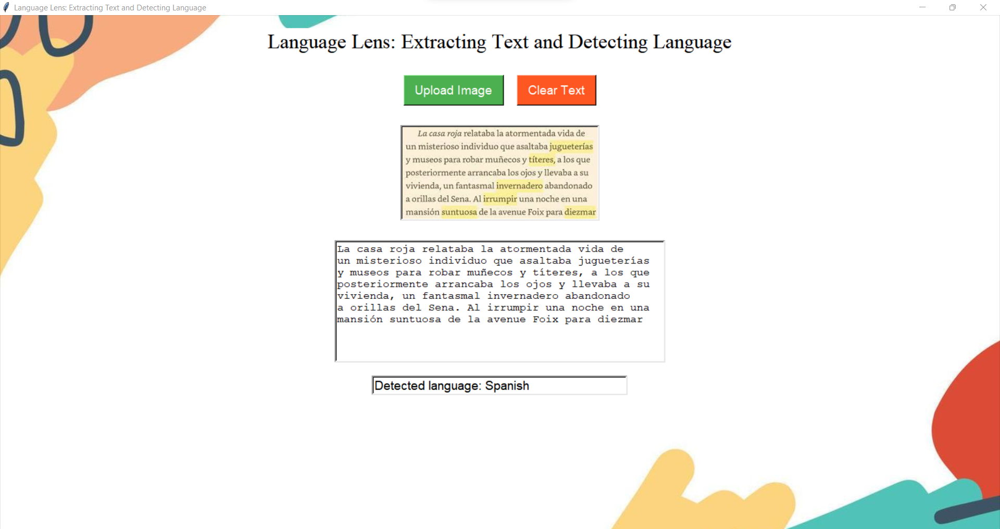 Language Lens: Extracting Text and Detecting Language
Language Lens: Extracting Text and Detecting Language
Upload Image
Clear Text
La casa roja relataba la atormentada vida de
un misterioso individuo que asaltaba jugueterías
y museos para robar muñecos y títeres, a los que
posteriormente arrancaba los ojos y llevaba a su
vivienda, un fantasmal invernadero abandonado
a orillas del Sena. Al irrumpir una noche en una
mansión suntuosa de la avenue Foix para diezmar
La casa roja relataba la atormentada vida de
un misterioso individuo que asaltaba jugueterías
y museos para robar muñecos y títeres, a los que
posteriormente arrancaba los ojos y llevaba a su
vivienda, un fantasmal invernadero abandonado
a orillas del Sena. Al irrumpir una noche en una
mansión suntuosa de la avenue Foix para diezmar
Detected language: Spanish